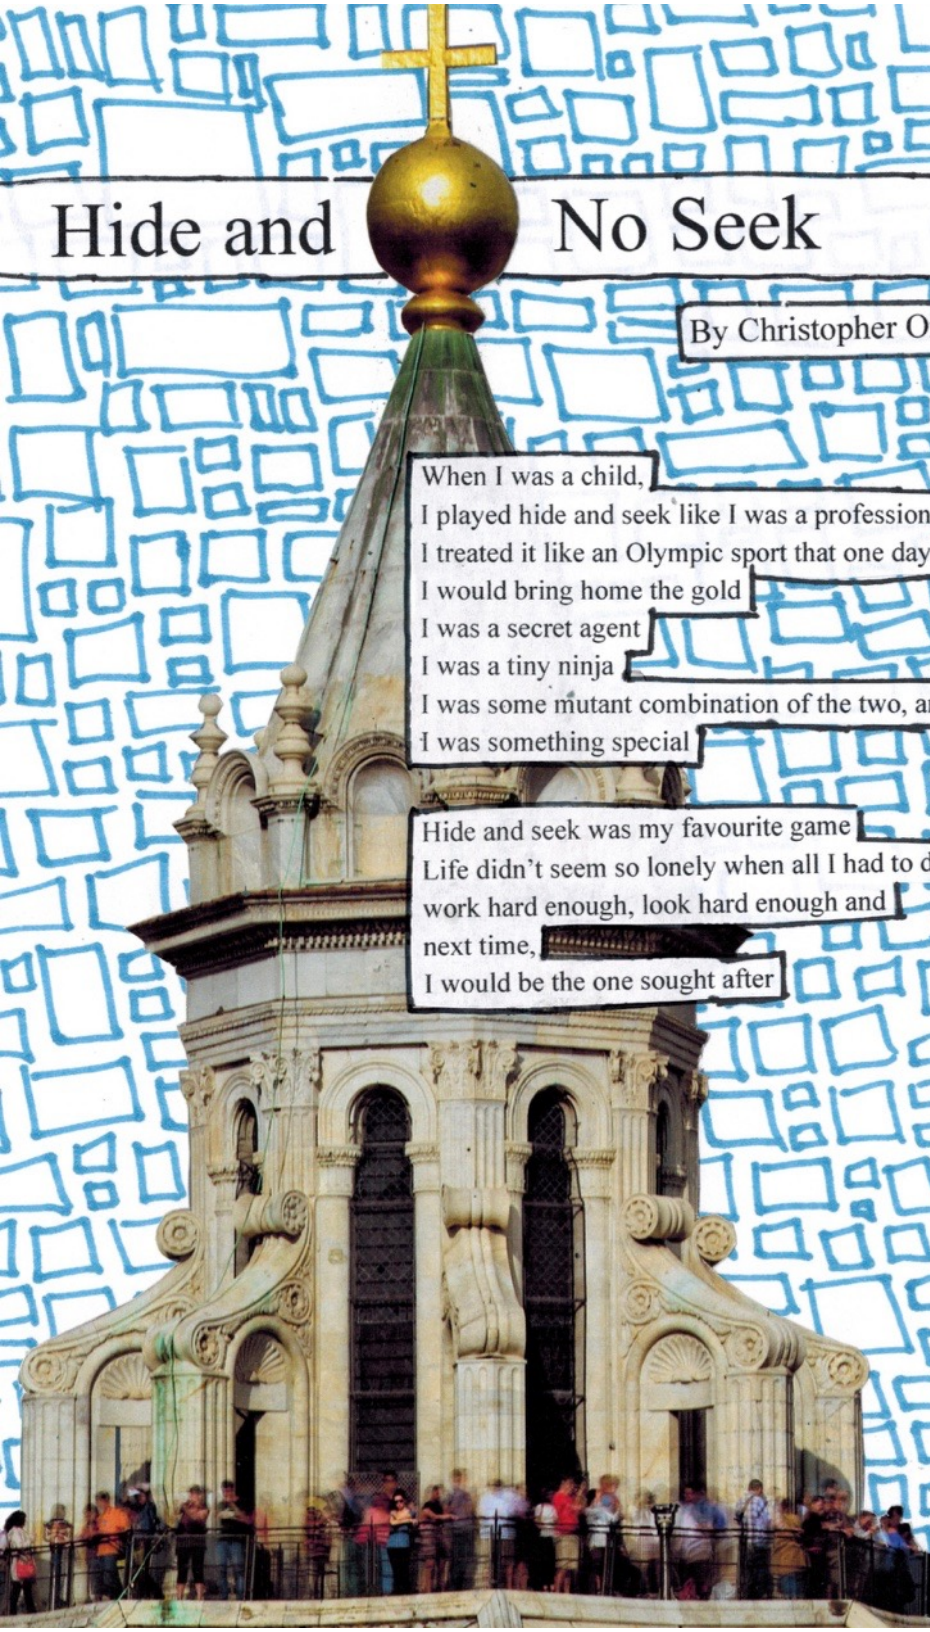 Hide and No Seek
By Christopher O
When I was a child,
I played hide and seek like I was a profession
I treated it like an Olympic sport that one day
I would bring home the gold
I was a secret agent
I was a tiny ninja
I was some mutant combination of the two, a
I was something special
Hide and seek was my favourite game
Life didn't seem so lonely when all I had to d
work hard enough, look hard enough and
next time,
I would be the one sought after